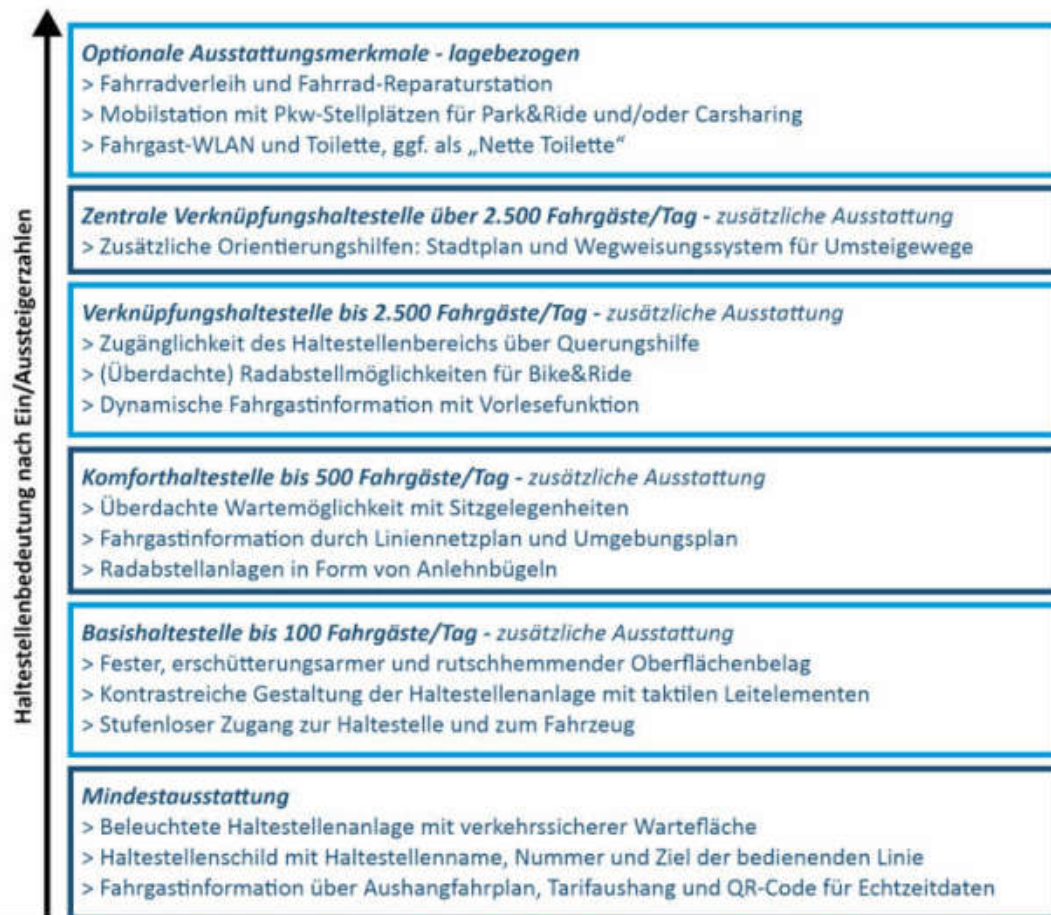 Haltestellenbedeutung nach Ein/Aussteigerzahlen
Optionale Ausstattungsmerkmale - lagebezogen
> Fahrradverleih und Fahrrad-Reparaturstation
> Mobilstation mit Pkw-Stellplätzen für Park&Ride und/oder Carsharing
> Fahrgast-WLAN und Toilette, ggf. als „Nette Toilette“
Zentrale Verknüpfungshaltestelle über 2.500 Fahrgäste/Tag - zusätzliche Ausstattung
> Zusätzliche Orientierungshilfen: Stadtplan und Wegweisungssystem für Umsteigewege
Verknüpfungshaltestelle bis 2.500 Fahrgäste/Tag - zusätzliche Ausstattung
> Zugänglichkeit des Haltestellenbereichs über Querungshilfe
> (Überdachte) Radabstellmöglichkeiten für Bike&Ride
> Dynamische Fahrgastinformation mit Vorlesefunktion
Komforthaltestelle bis 500 Fahrgäste/Tag - zusätzliche Ausstattung
> Überdachte Wartemöglichkeit mit Sitzgelegenheiten
> Fahrgastinformation durch Liniennetzplan und Umgebungsplan
> Radabstellanlagen in Form von Anlehnbügeln
Basishaltestelle bis 100 Fahrgäste/Tag - zusätzliche Ausstattung
> Fester, erschütterungsarmer und rutschhemmender Oberflächenbelag
> Kontrastreiche Gestaltung der Haltestellenanlage mit taktilen Leitelementen
> Stufenloser Zugang zur Haltestelle und zum Fahrzeug
Mindestausstattung
> Beleuchtete Haltestellenanlage mit verkehrssicherer Wartefläche
> Haltestellenschild mit Haltestellenname, Nummer und Ziel der bedienenden Linie
> Fahrgastinformation über Aushangfahrplan, Tarifaushang und QR-Code für Echtzeitdaten